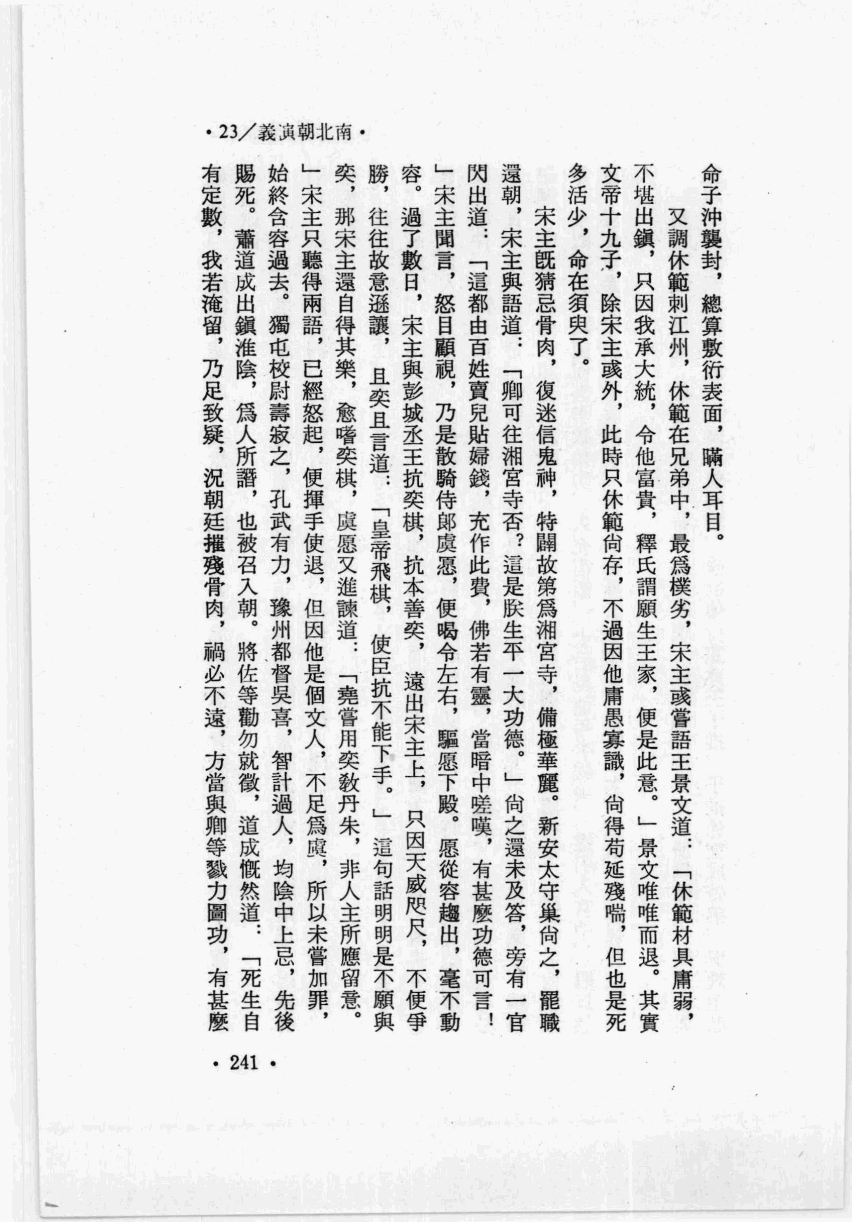 •23／義演朝北南•
命子沖襲封，總算敷衍表面，瞞人耳目。
又調休範刺江州，休範在兄弟中，最爲樸劣，宋主彧嘗語王景文道：「休範材具庸弱，
不堪出鎭，只因我承大統，令他富貴，釋氏謂願生王家，便是此意。」景文唯唯而退。其實
文帝十九子，除宋主彧外，此時只休範尙存，不過因他庸愚寡識，尙得苟延殘喘，但也是死
多活少，命在須臾了。
宋主旣猜忌骨肉，復迷信鬼神，特闢故第爲湘宮寺，備極華麗。新安太守巢尙之，罷職
還朝，宋主與語道：「卿可往湘宮寺否？這是朕生平一大功德。」尙之還未及答，旁有一官
閃出道：「這都由百姓賣兒貼婦錢，充作此費，佛若有靈，當暗中嗟嘆，有甚麽功德可言！
」宋主聞言，怒目顧視，乃是散騎侍郞虞愿，便喝令左右，驅愿下殿。愿從容趨出，毫不動
容。過了數日，宋主與彭城丞王抗奕棋，抗本善奕，遠出宋主上，只因天威咫尺，不便爭
勝，往往故意遜讓，且奕且言道：「皇帝飛棋，使臣抗不能下手。」這句話明明是不願與
奕，那宋主還自得其樂，愈嗜奕棋，虞愿又進諫道：「堯嘗用奕敎丹朱，非人主所應留意。
」宋主只聽得兩語，已經怒起，便揮手使退，但因他是個文人，不足爲虞，所以未嘗加罪，
始終含容過去。獨屯校尉壽寂之，孔武有力，豫州都督吳喜，智計過人，均陰中上忌，先後
賜死。蕭道成出鎭淮陰，爲人所譖，也被召入朝。將佐等勸勿就徵，道成慨然道：「死生自
有定數，我若淹留，乃足致疑，況朝廷摧殘骨肉，禍必不遠，方當與卿等戮力圖功，有甚麽
•241•